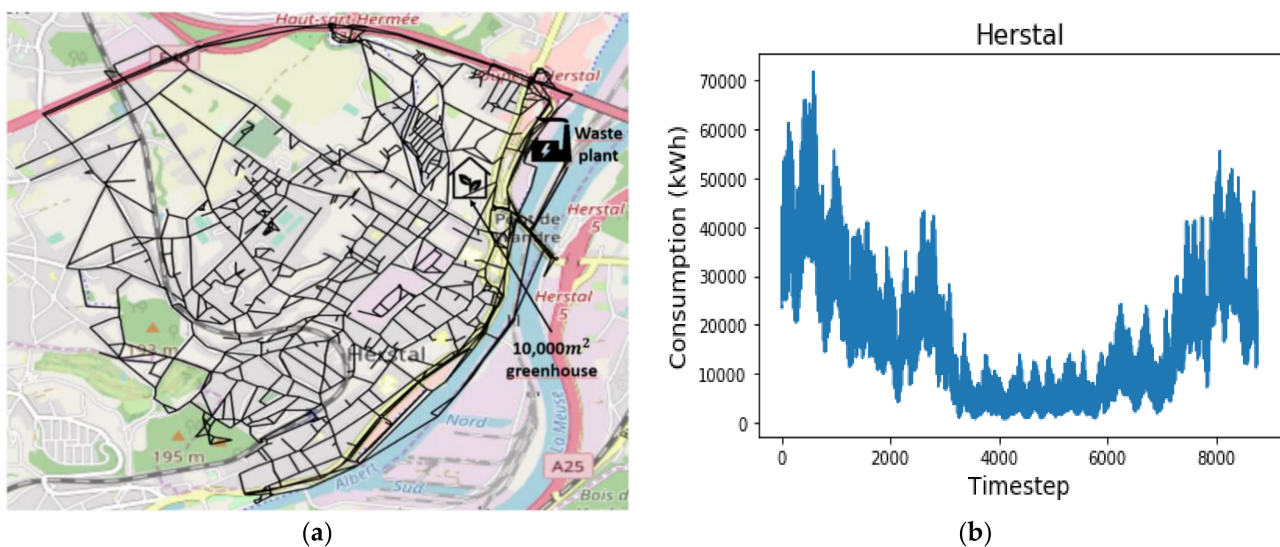 Haut-sart Hermée
Herstal
Waste
plant
Herstal
5
Herstal
5
10,000m²
greenhouse
Herstal
195 m
Nord
Albert
Sud
La Meuse
A25
Bois d
(a)
Herstal
Consumption (kWh)
70000
60000
50000
40000
30000
20000
10000
0
0
2000
4000
6000
8000
Timestep
(b)